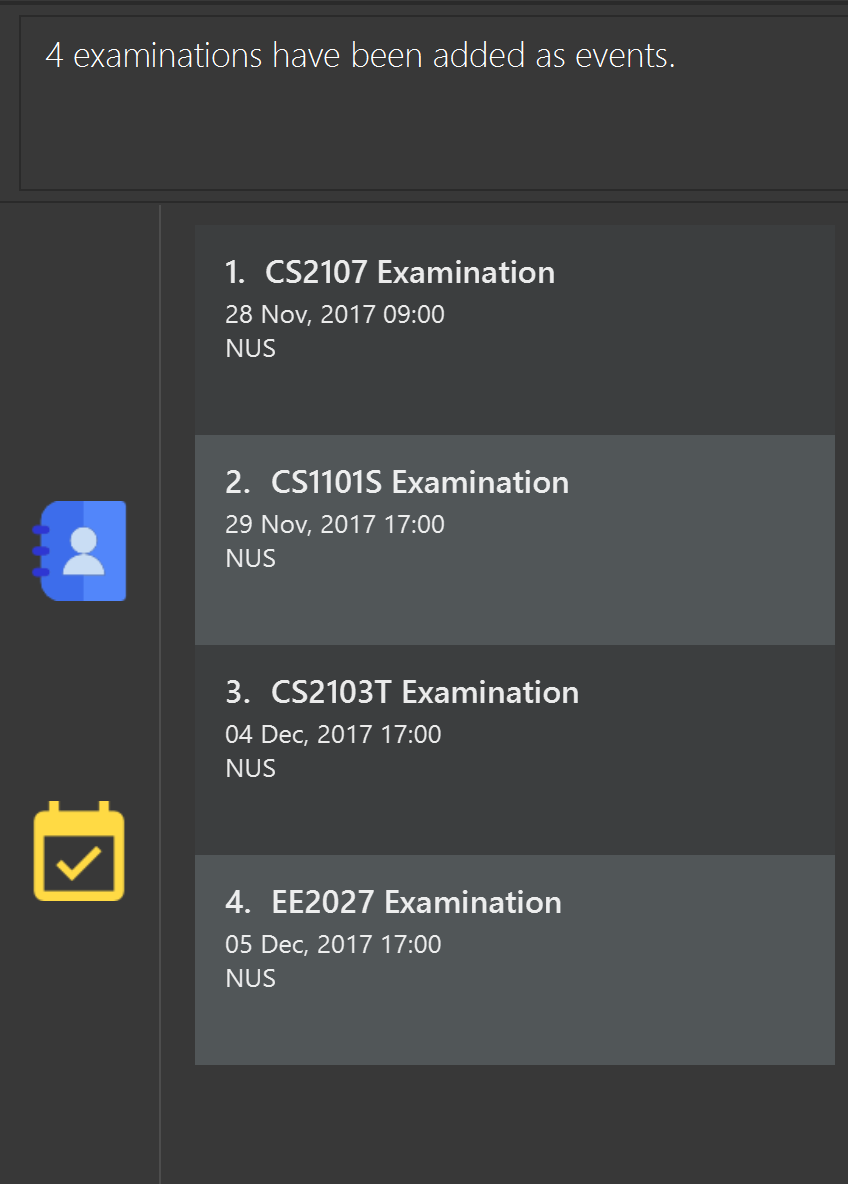 4 examinations have been added as events.
1. CS2107 Examination
28 Nov, 2017 09:00
NUS
2. CS1101S Examination
29 Nov, 2017 17:00
NUS
3. CS2103T Examination
04 Dec, 2017 17:00
NUS
4. EE2027 Examination
05 Dec, 2017 17:00
NUS